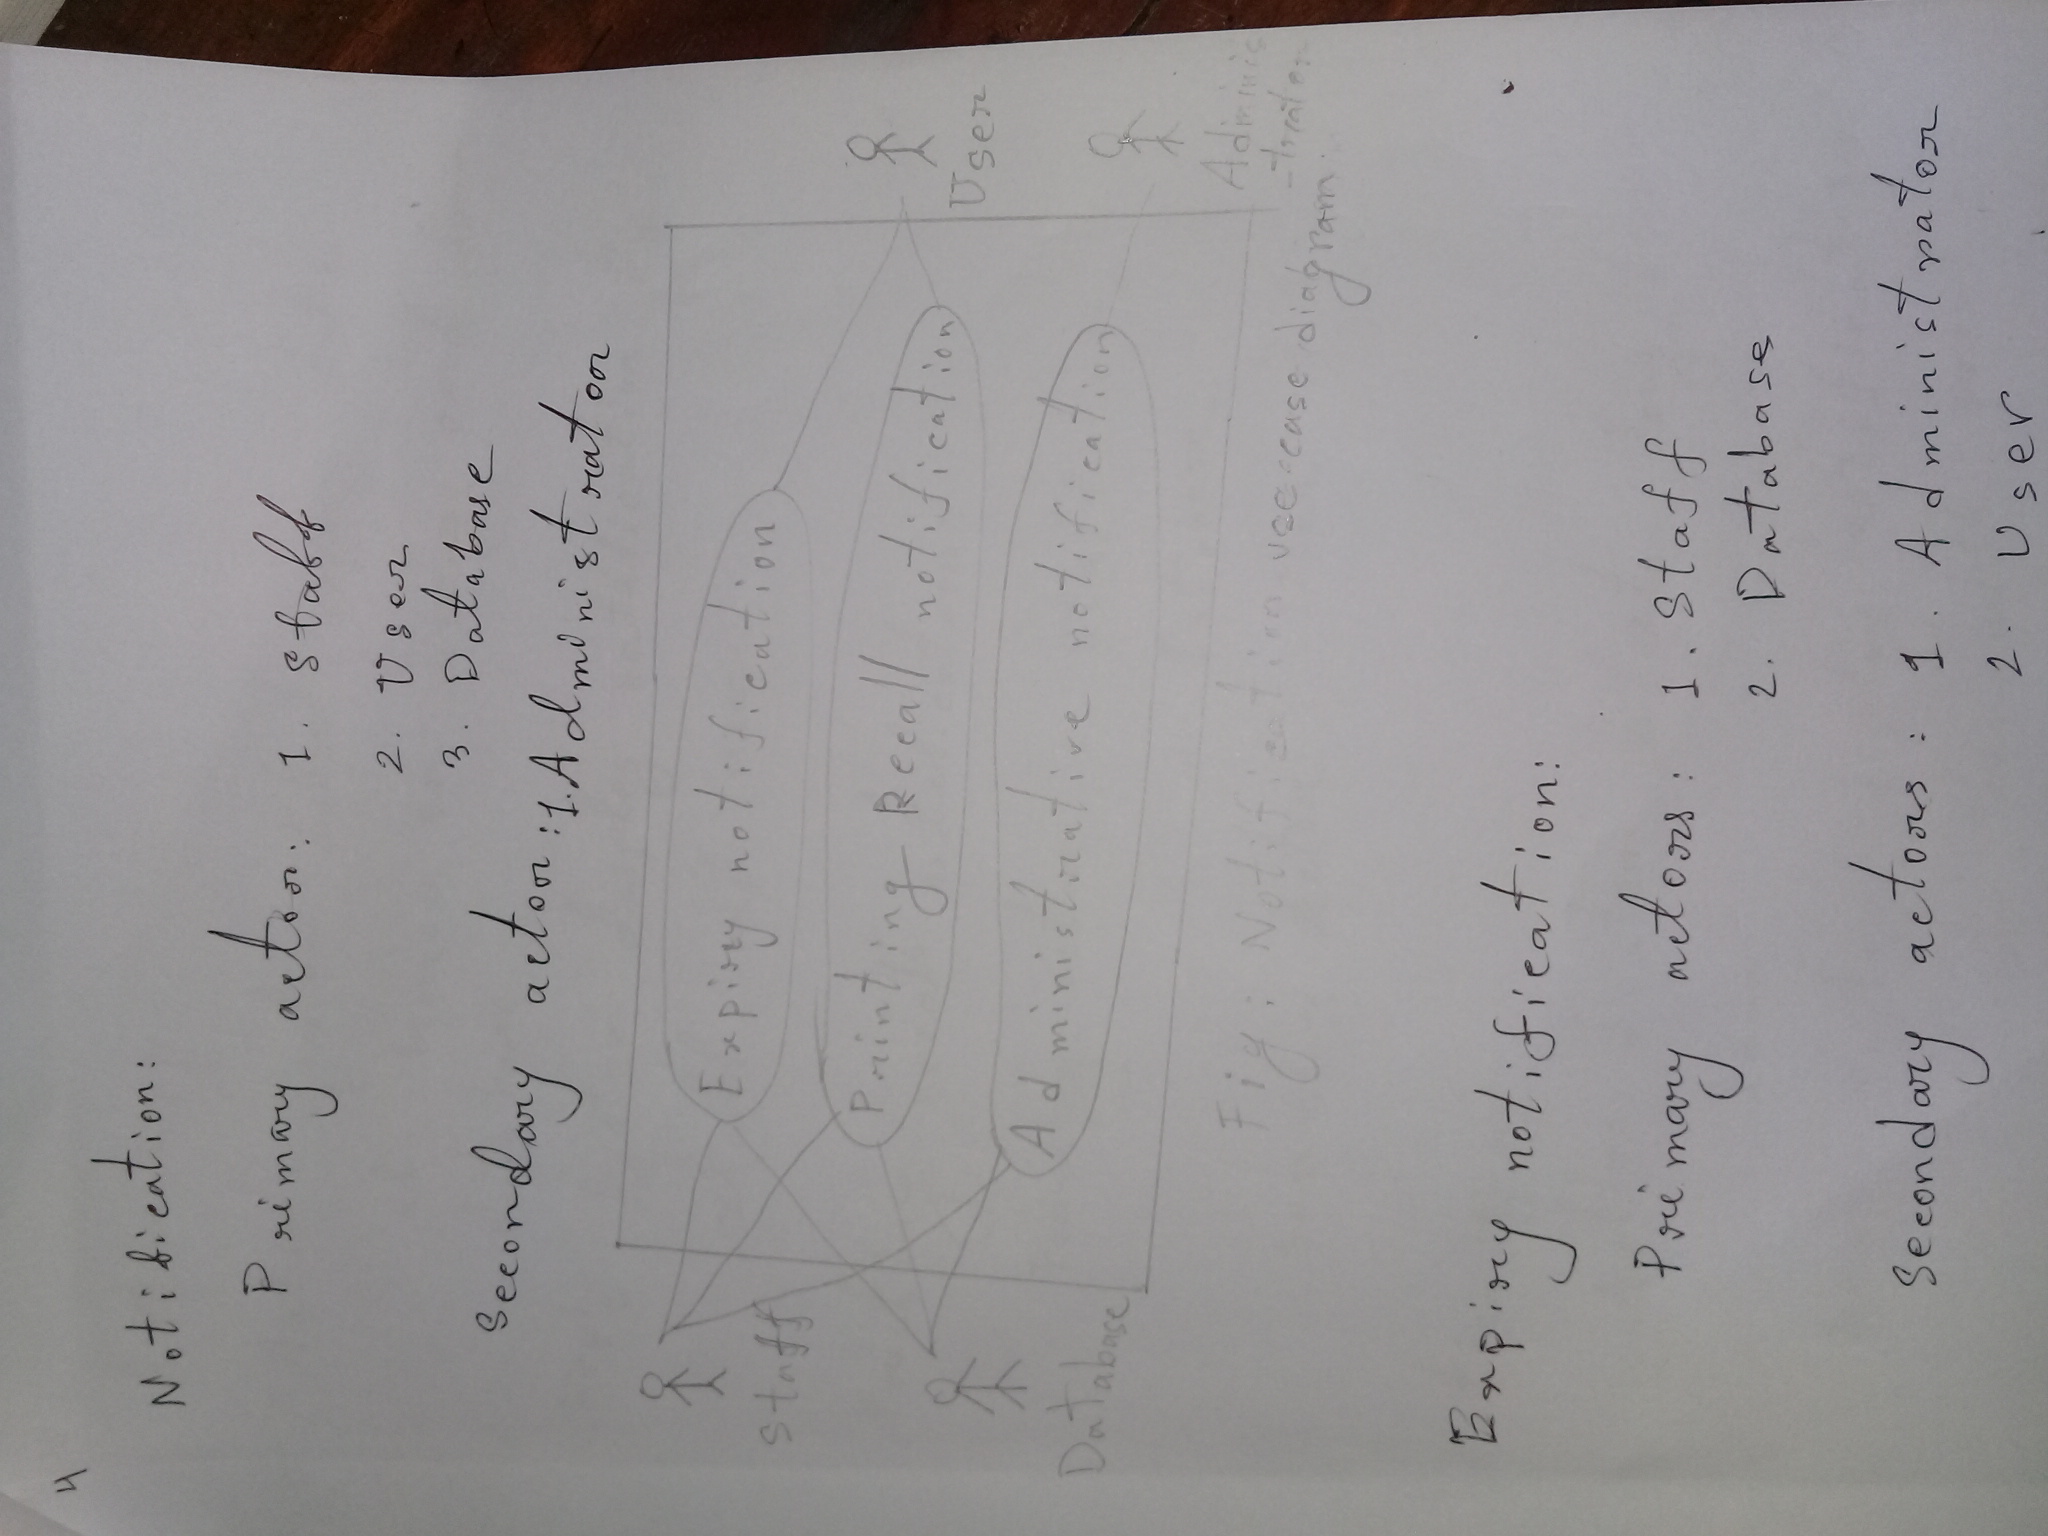 4
Notification:
Primary actor: 1. Staff
2. User
3. Database
Secondary actor: 1. Administrator
Expiry notification
Staff
Printing Recall notification
User
Administrative notification
Database
Adminis
-trator
Fig: Notification use-case diagram.
Expiry notification:
Primary actors: 1. Staff
2. Database
Secondary actors: 1. Administrator
2. User